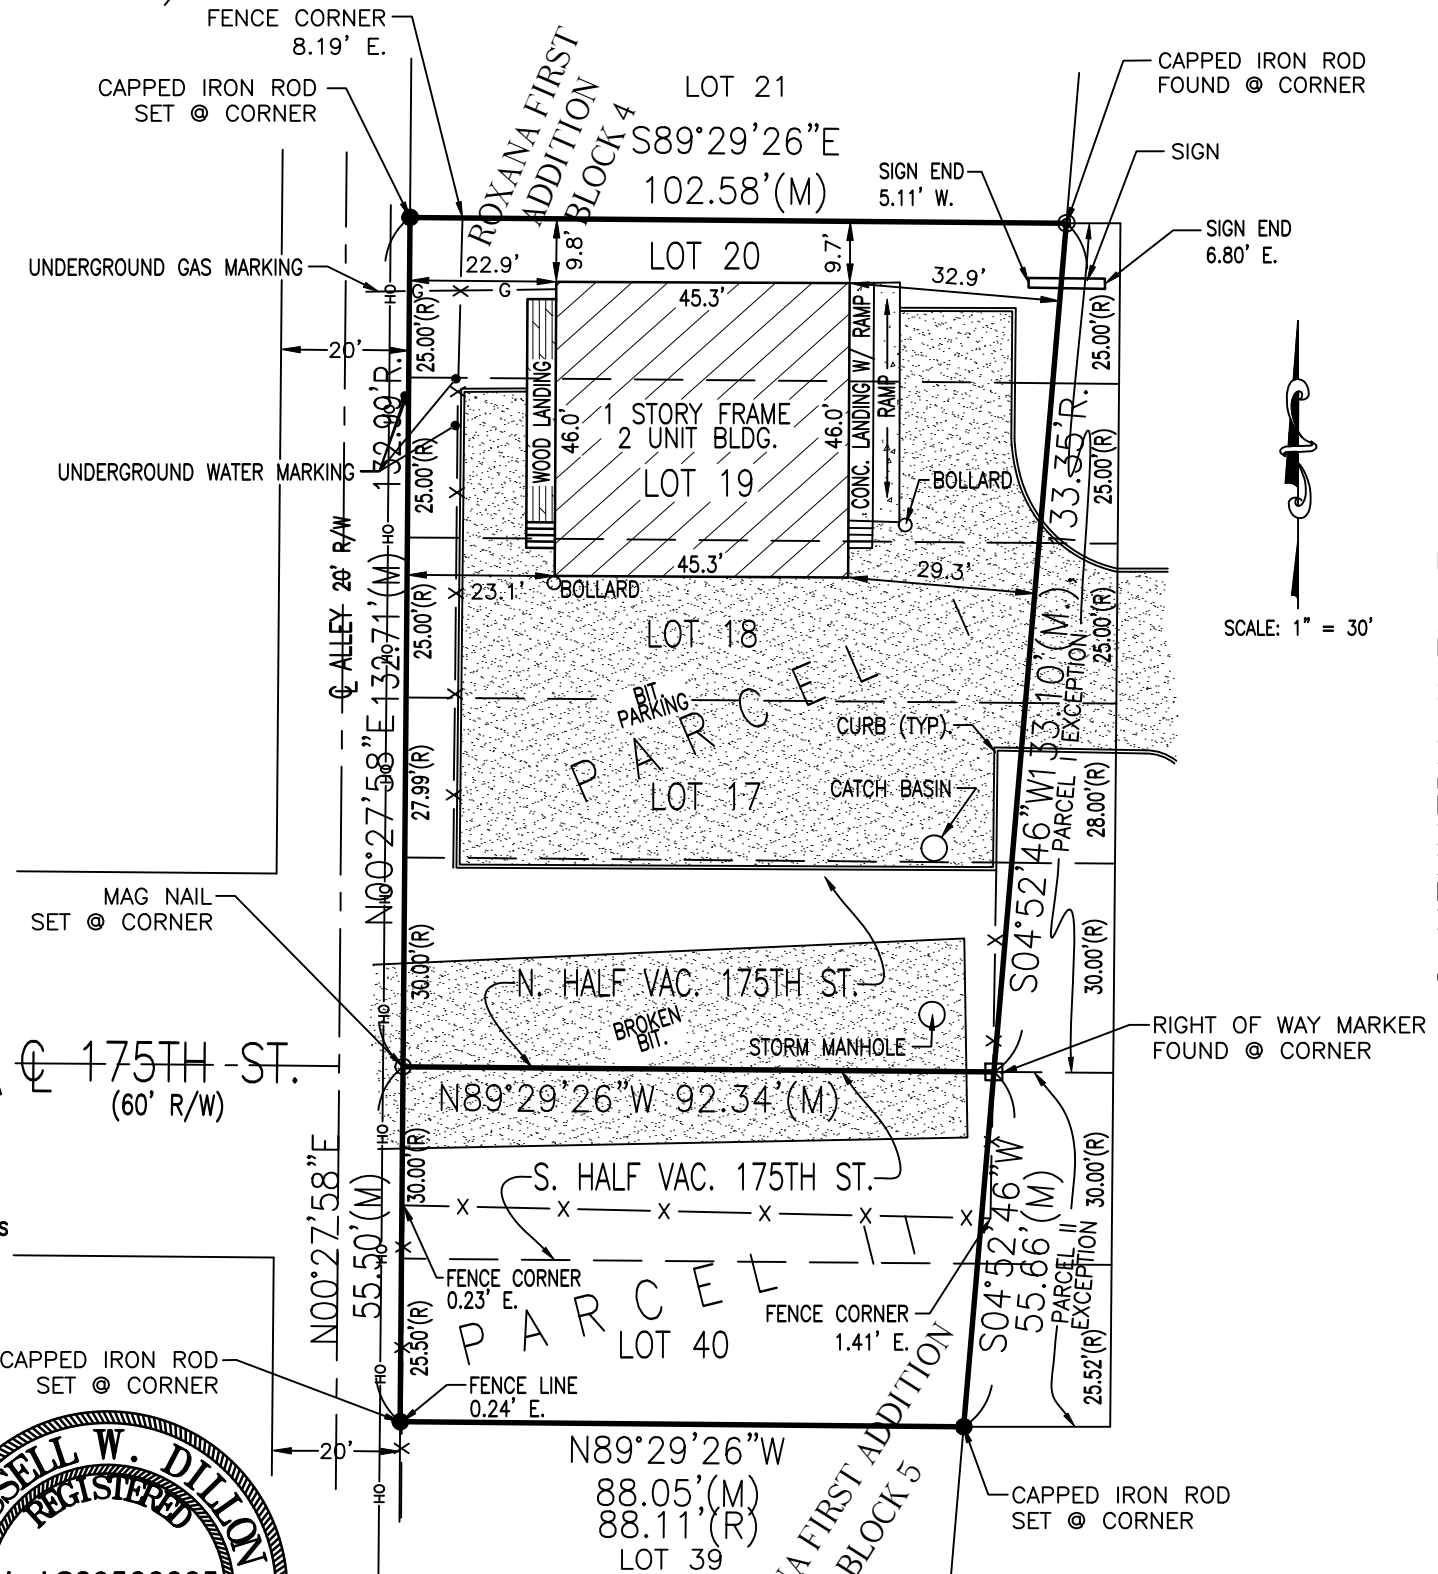 FENCE CORNER
8.19' E.
CAPPED IRON ROD
SET @ CORNER
ROXANA FIRST
ADDITION
BLOCK 4
LOT 21
S89°29'26"E
102.58'(M)
CAPPED IRON ROD
FOUND @ CORNER
SIGN
SIGN END
5.11' W.
SIGN END
6.80' E.
UNDERGROUND GAS MARKING
22.9'
9.8'
LOT 20
9.7'
32.9'
HO
G
G
45.3'
25.00'(R)
25.00'(R)
20'
WOOD LANDING
46.0'
1 STORY FRAME
2 UNIT BLDG.
46.0'
CONC. LANDING W/ RAMP
RAMP
LOT 19
BOLLARD
UNDERGROUND WATER MARKING
25.00'(R)
25.00'(R)
45.3'
23.1'
BOLLARD
29.3'
SCALE: 1" = 30'
℄ ALLEY 20' R/W
N00°27'58"E 132.71'(M) 132.99'R.
25.00'(R)
25.00'(R)
LOT 18
BIT.
PARKING
PARCEL I
CURB (TYP).
LOT 17
CATCH BASIN
27.99'(R)
28.00'(R)
S04°52'46"W 133.10'(M.), 133.35'R.
PARCEL I
EXCEPTION
MAG NAIL
SET @ CORNER
30.00'(R)
30.00'(R)
N. HALF VAC. 175TH ST.
BROKEN
BIT.
STORM MANHOLE
RIGHT OF WAY MARKER
FOUND @ CORNER
℄ 175TH ST.
(60' R/W)
N89°29'26"W 92.34'(M)
N00°27'58"E
55.50'(M)
30.00'(R)
30.00'(R)
S. HALF VAC. 175TH ST.
S04°52'46"W
55.66'(M)
PARCEL II
EXCEPTION
FENCE CORNER
0.23' E.
PARCEL II
FENCE CORNER
1.41' E.
LOT 40
25.50'(R)
25.52'(R)
CAPPED IRON ROD
SET @ CORNER
FENCE LINE
0.24' E.
20'
N89°29'26"W
88.05'(M)
88.11'(R)
LOT 39
FIRST ADDITION
BLOCK 5
CAPPED IRON ROD
SET @ CORNER
W. DILLON
REGISTERED